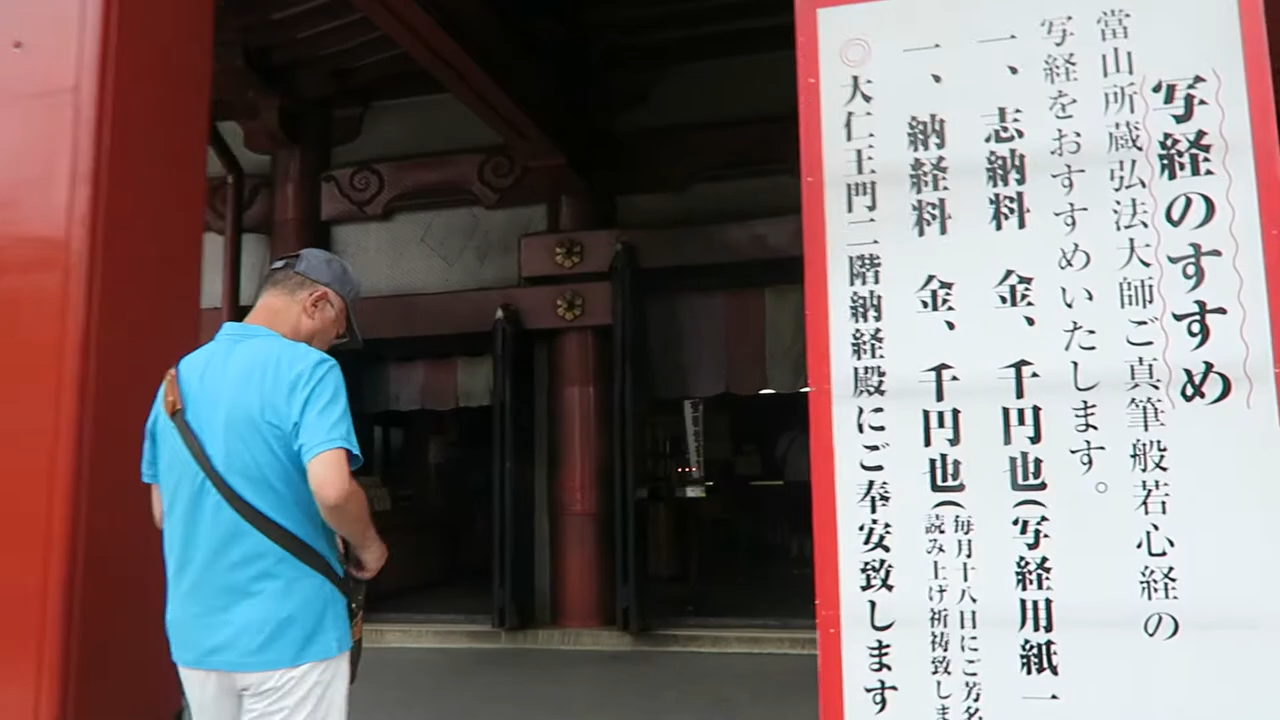 写経のすすめ
當山所蔵弘法大師ご真筆般若心経の
写経をおすすめいたします。
一、志納料 金、千円也(写経用紙一
一、納経料 金、千円也(毎月十八日にご芳名
読み上げ祈祷致しま
◎大仁王門二階納経殿にご奉安致します